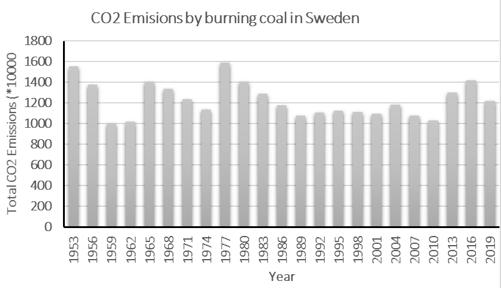 CO2 Emisions by burning coal in Sweden
Total CO2 Emissions (*10000
1800
1600
1400
1200
1000
800
600
400
200
0
1953 1956 1959 1962 1965 1968 1971 1974 1977 1980 1983 1986 1989 1992 1995 1998 2001 2004 2007 2010 2013 2016 2019
Year